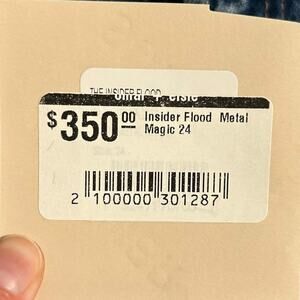 THE INSIDER FLOOD
$350.00 Insider Flood Metal
Magic 24
2 100000 301287